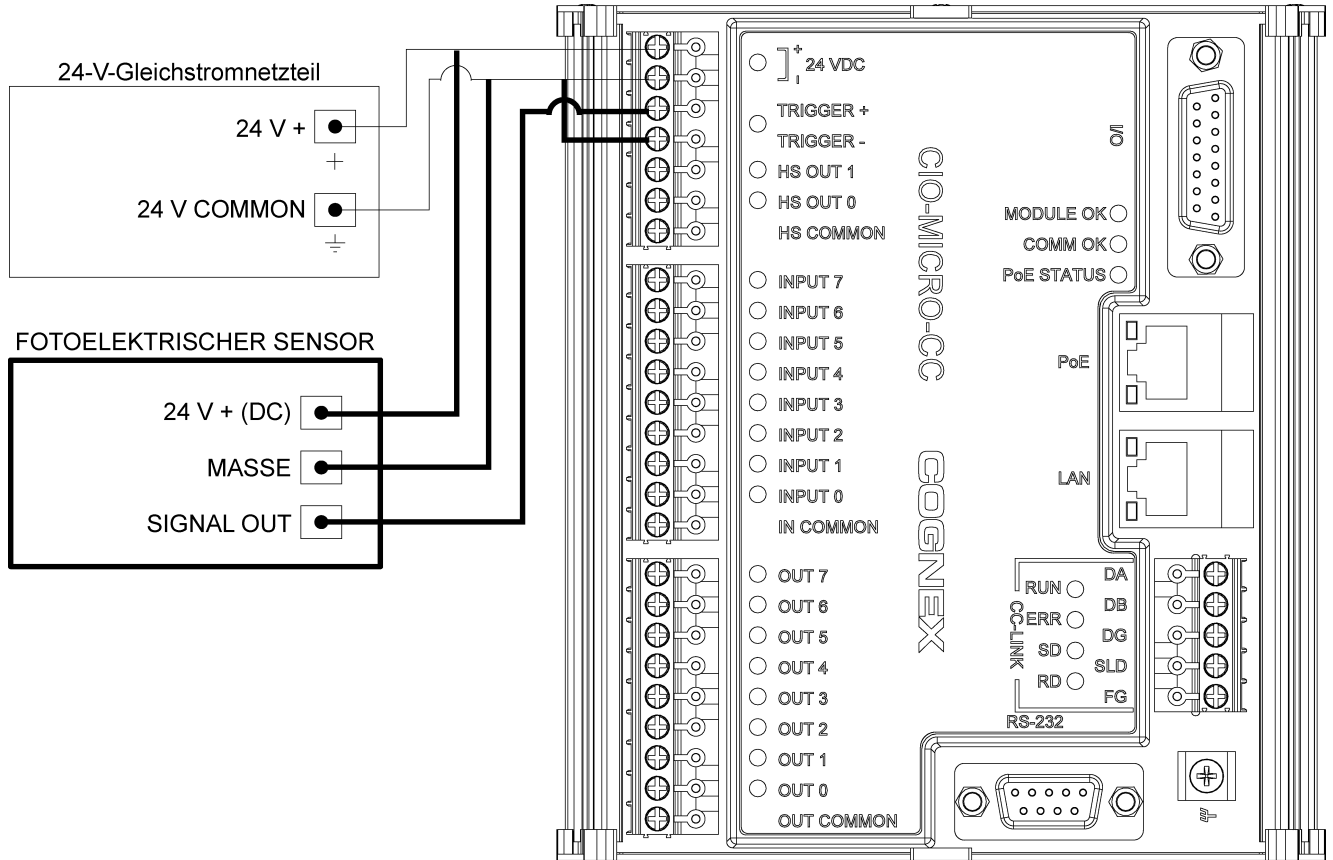 24-V-Gleichstromnetzteil
24 V +
24 V COMMON
FOTOELEKTRISCHER SENSOR
24 V + (DC)
MASSE
SIGNAL OUT
+
-
24 VDC
TRIGGER +
TRIGGER -
HS OUT 1
HS OUT 0
HS COMMON
INPUT 7
INPUT 6
INPUT 5
INPUT 4
INPUT 3
INPUT 2
INPUT 1
INPUT 0
IN COMMON
OUT 7
OUT 6
OUT 5
OUT 4
OUT 3
OUT 2
OUT 1
OUT 0
OUT COMMON
CIO-MICRO-CC
COGNEX
I/O
MODULE OK
COMM OK
PoE STATUS
PoE
LAN
CC-LINK
RUN
ERR
SD
RD
DA
DB
DG
SLD
FG
RS-232